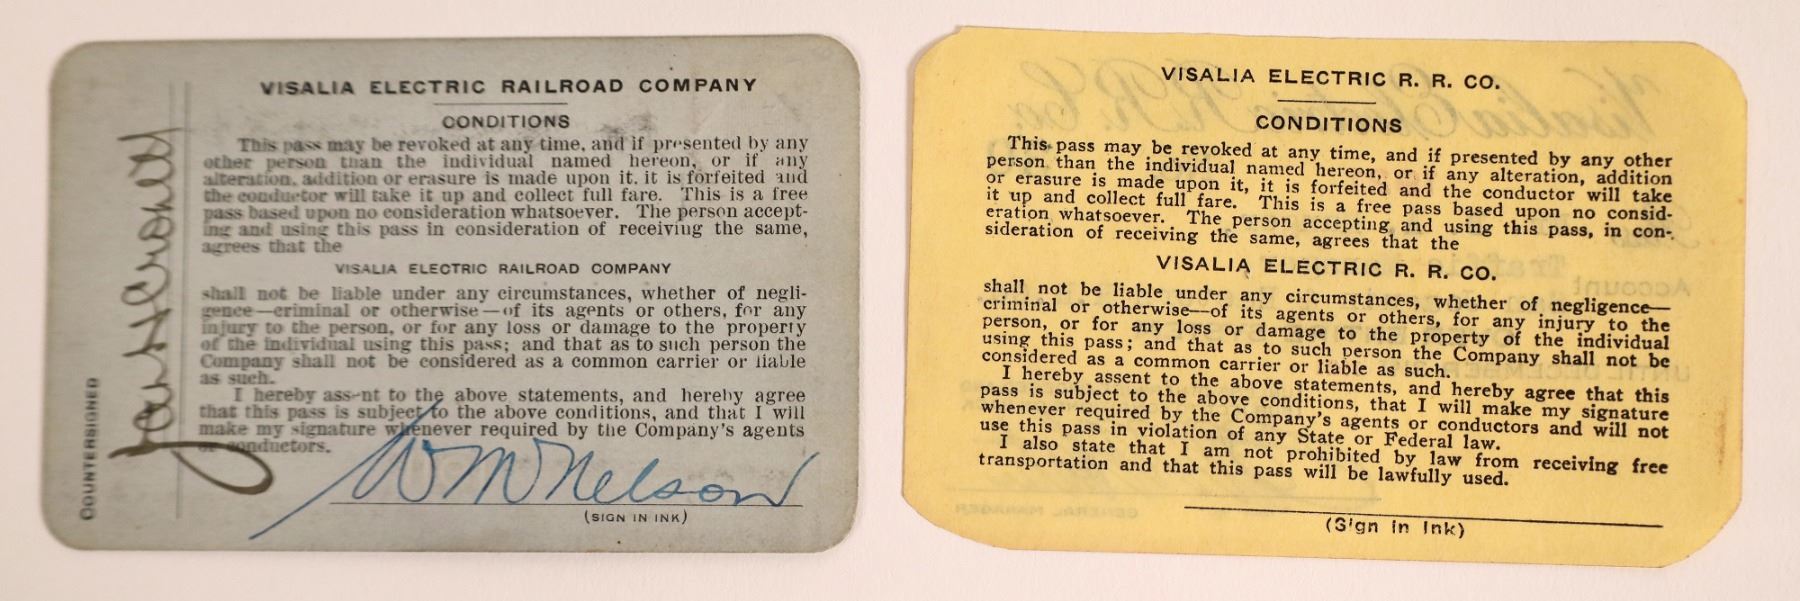 VISALIA ELECTRIC RAILROAD COMPANY
CONDITIONS
This pass may be revoked at any time, and if presented by any
other person than the individual named hereon, or if any
alteration, addition or erasure is made upon it, it is forfeited and
the conductor will take it up and collect full fare. This is a free
pass based upon no consideration whatsoever. The person accept-
ing and using this pass in consideration of receiving the same,
agrees that the
VISALIA ELECTRIC RAILROAD COMPANY
shall not be liable under any circumstances, whether of negli-
gence—criminal or otherwise—of its agents or others, for any
injury to the person, or for any loss or damage to the property
of the individual using this pass; and that as to such person the
Company shall not be considered as a common carrier or liable
as such.
I hereby assent to the above statements, and hereby agree
that this pass is subject to the above conditions, and that I will
make my signature whenever required by the Company's agents
or conductors.
W M Nelson
(SIGN IN INK)
COUNTERSIGNED
VISALIA ELECTRIC R. R. CO.
CONDITIONS
This pass may be revoked at any time, and if presented by any other
person than the individual named hereon, or if any alteration, addition
or erasure is made upon it, it is forfeited and the conductor will take
it up and collect full fare. This is a free pass based upon no consid-
eration whatsoever. The person accepting and using this pass, in con-
sideration of receiving the same, agrees that the
VISALIA ELECTRIC R. R. CO.
shall not be liable under any circumstances, whether of negligence—
criminal or otherwise—of its agents or others, for any injury to the
person, or for any loss or damage to the property of the individual
using this pass; and that as to such person the Company shall not be
considered as a common carrier or liable as such.
I hereby assent to the above statements, and hereby agree that this
pass is subject to the above conditions, that I will make my signature
whenever required by the Company's agents or conductors and will not
use this pass in violation of any State or Federal law.
I also state that I am not prohibited by law from receiving free
transportation and that this pass will be lawfully used.
(Sign in Ink)